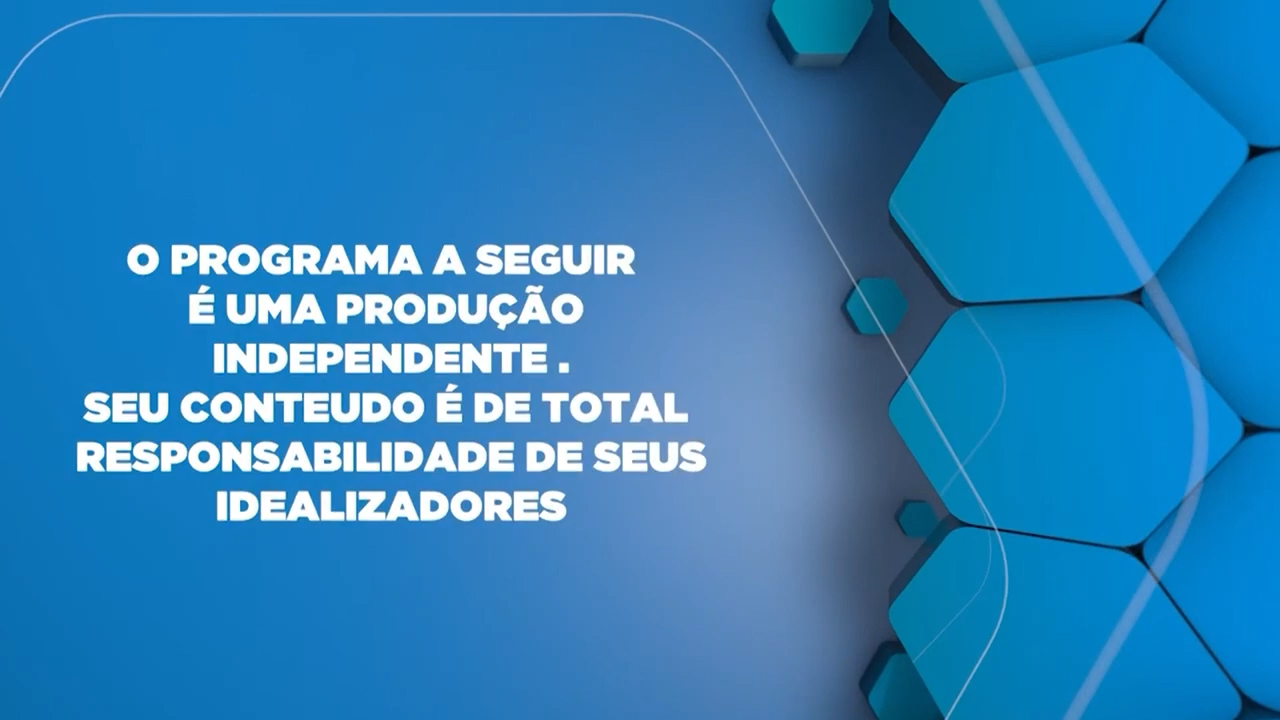 O PROGRAMA A SEGUIR
É UMA PRODUÇÃO
INDEPENDENTE .
SEU CONTEUDO É DE TOTAL
RESPONSABILIDADE DE SEUS
IDEALIZADORES